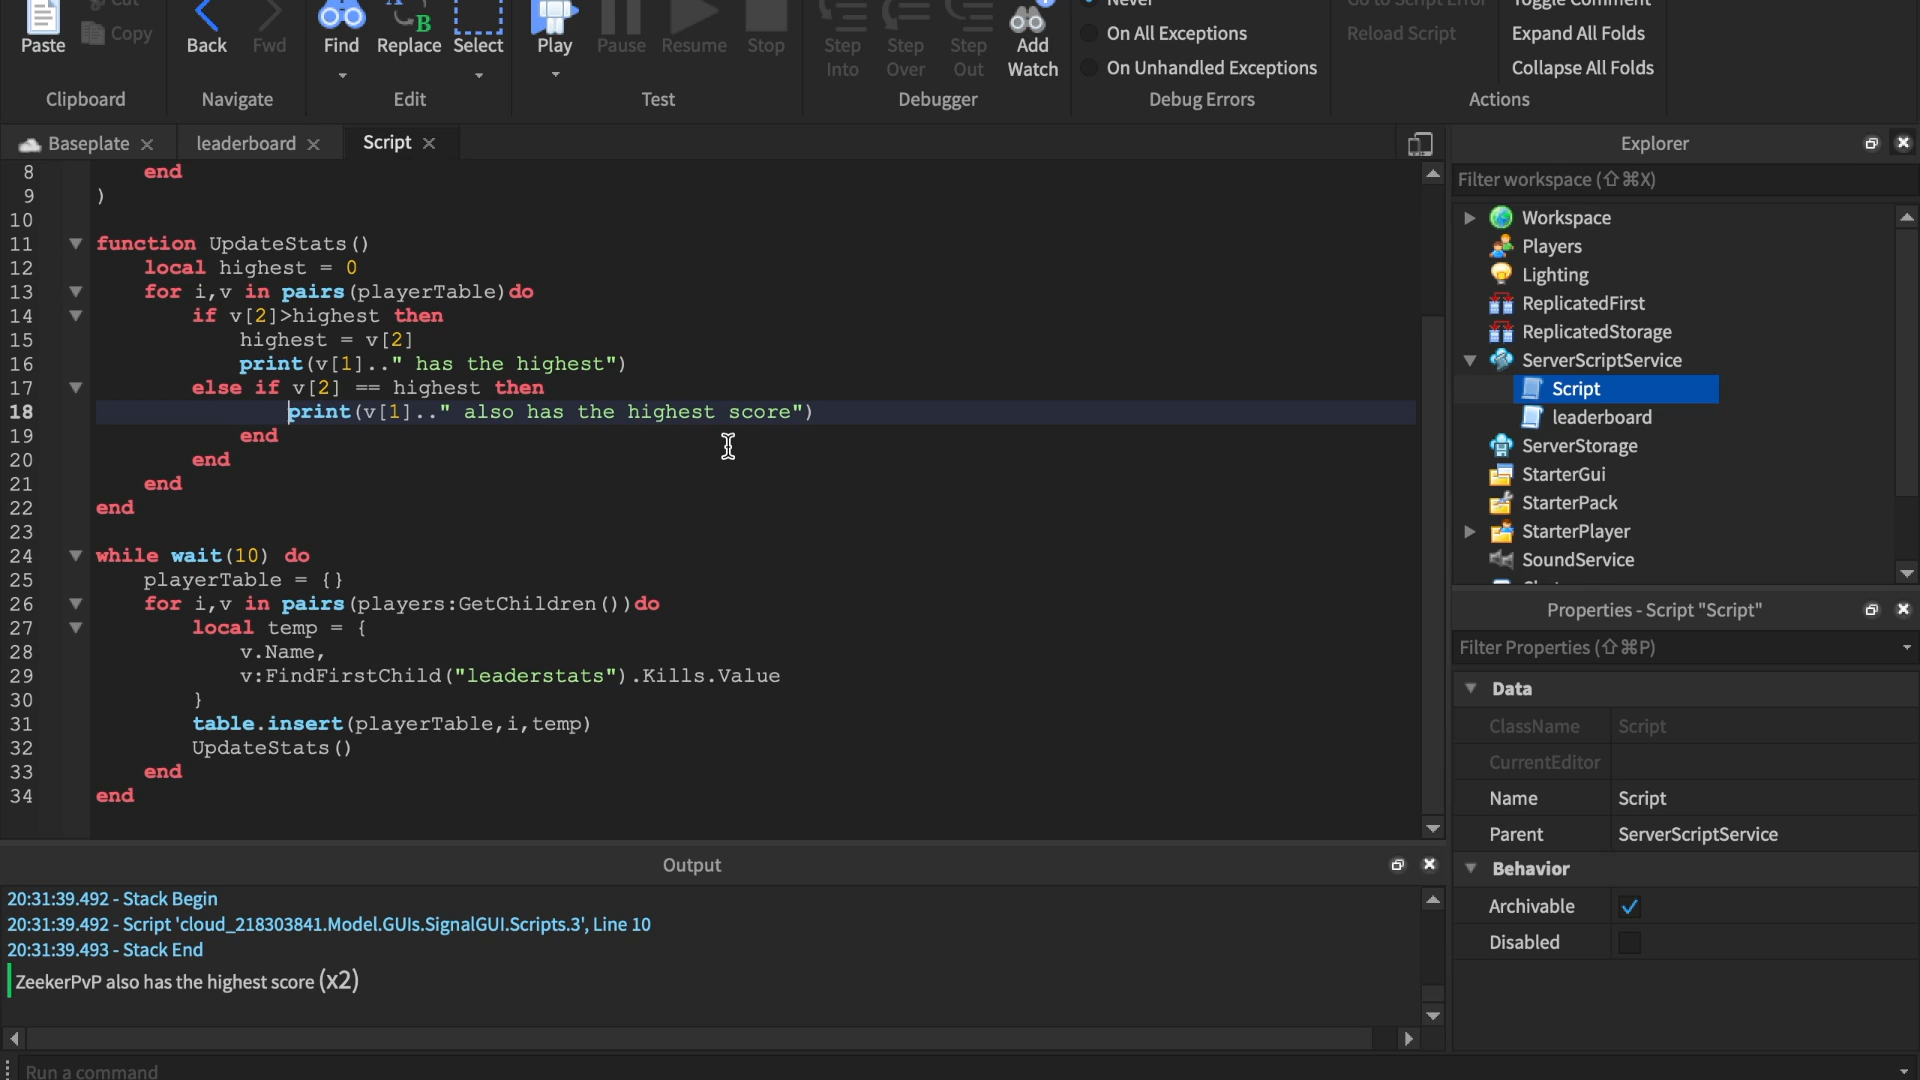 Paste
Copy
Clipboard
Back
Fwd
Navigate
Find
Replace
Select
Edit
Play
Pause
Resume
Stop
Test
Step Into
Step Over
Step Out
Add Watch
Debugger
Never
On All Exceptions
On Unhandled Exceptions
Debug Errors
Reload Script
Toggle Comment
Expand All Folds
Collapse All Folds
Actions
Baseplate
leaderboard
Script
8 end
9 )
10
11 function UpdateStats()
12 local highest = 0
13 for i,v in pairs(playerTable)do
14 if v[2]>highest then
15 highest = v[2]
16 print(v[1].." has the highest")
17 else if v[2] == highest then
18 print(v[1].." also has the highest score")
19 end
20 end
21 end
22 end
23
24 while wait(10) do
25 playerTable = {}
26 for i,v in pairs(players:GetChildren())do
27 local temp = {
28 v.Name,
29 v:FindFirstChild("leaderstats").Kills.Value
30 }
31 table.insert(playerTable,i,temp)
32 UpdateStats()
33 end
34 end
Output
20:31:39.492 - Stack Begin
20:31:39.492 - Script 'cloud_218303841.Model.GUIs.SignalGUI.Scripts.3', Line 10
20:31:39.493 - Stack End
ZeekerPvP also has the highest score (x2)
Run a command
Explorer
Filter workspace (⇧⌘X)
Workspace
Players
Lighting
ReplicatedFirst
ReplicatedStorage
ServerScriptService
Script
leaderboard
ServerStorage
StarterGui
StarterPack
StarterPlayer
SoundService
Properties - Script "Script"
Filter Properties (⇧⌘P)
Data
ClassName Script
CurrentEditor
Name Script
Parent ServerScriptService
Behavior
Archivable
Disabled